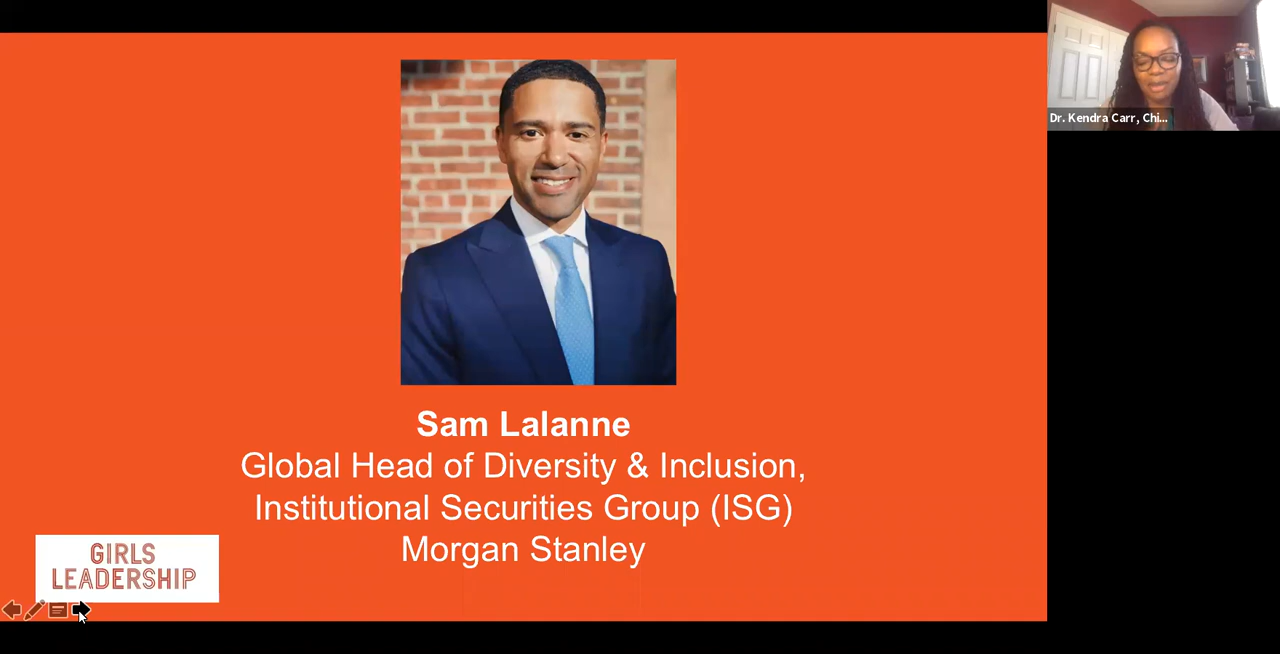 Dr. Kendra Carr, Chi...
Sam Lalanne
Global Head of Diversity & Inclusion,
Institutional Securities Group (ISG)
Morgan Stanley
GIRLS
LEADERSHIP